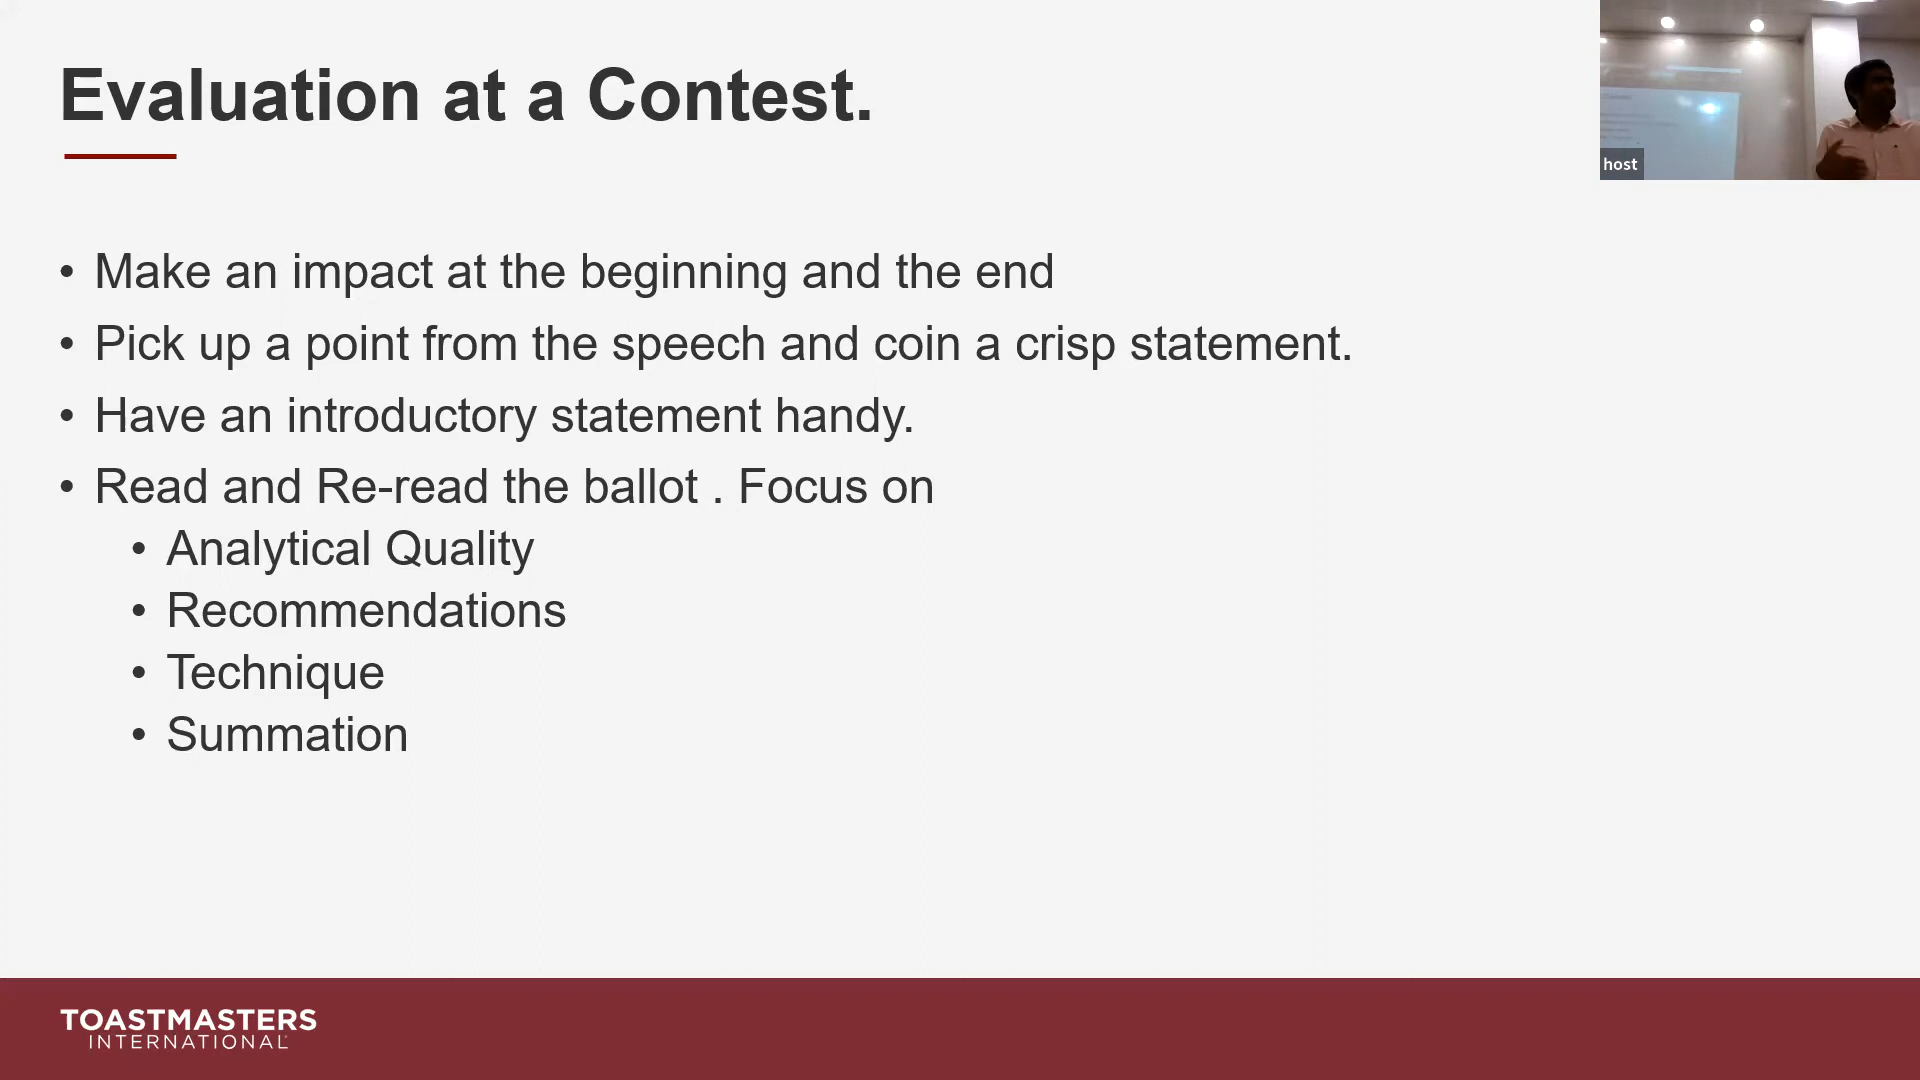 Evaluation at a Contest.
host
• Make an impact at the beginning and the end
• Pick up a point from the speech and coin a crisp statement.
• Have an introductory statement handy.
• Read and Re-read the ballot . Focus on
• Analytical Quality
• Recommendations
• Technique
• Summation
TOASTMASTERS
INTERNATIONAL